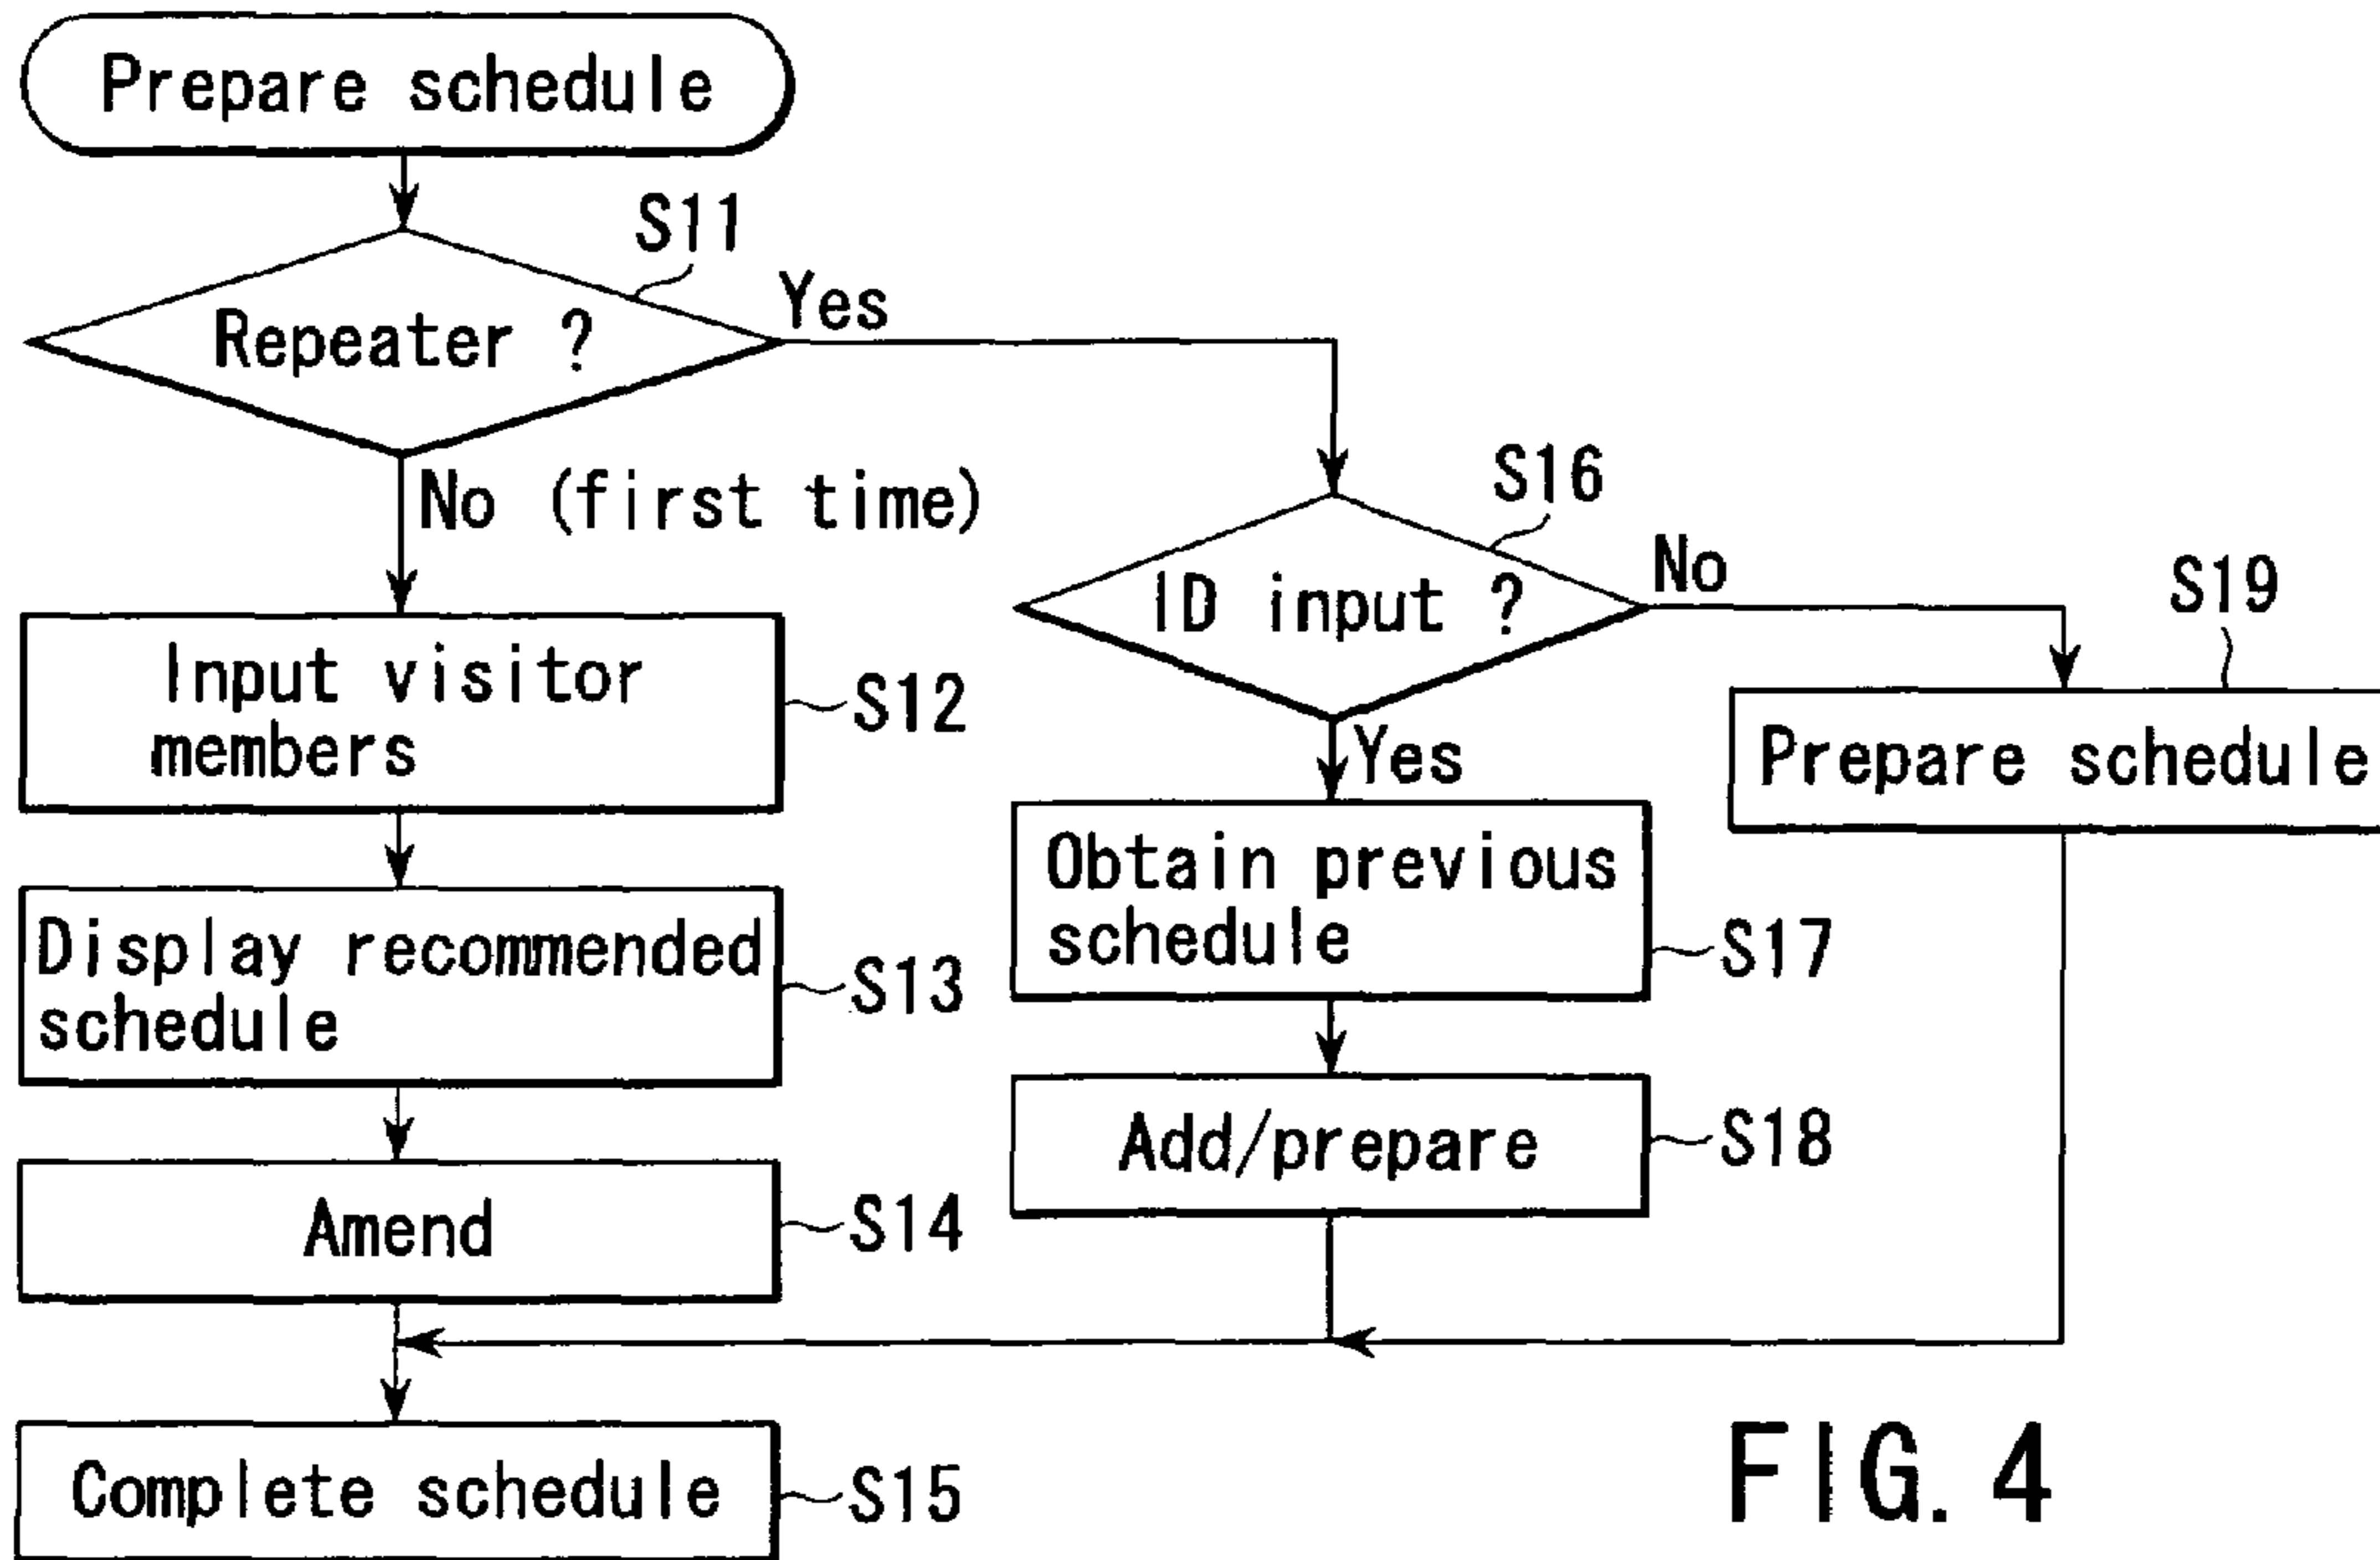 Prepare schedule
S11
Repeater ?
Yes
No (first time)
Input visitor
members
S12
Display recommended
schedule
S13
Amend
S14
Complete schedule
S15
S16
ID input ?
No
Yes
Obtain previous
schedule
S17
Add/prepare
S18
S19
Prepare schedule
FIG. 4